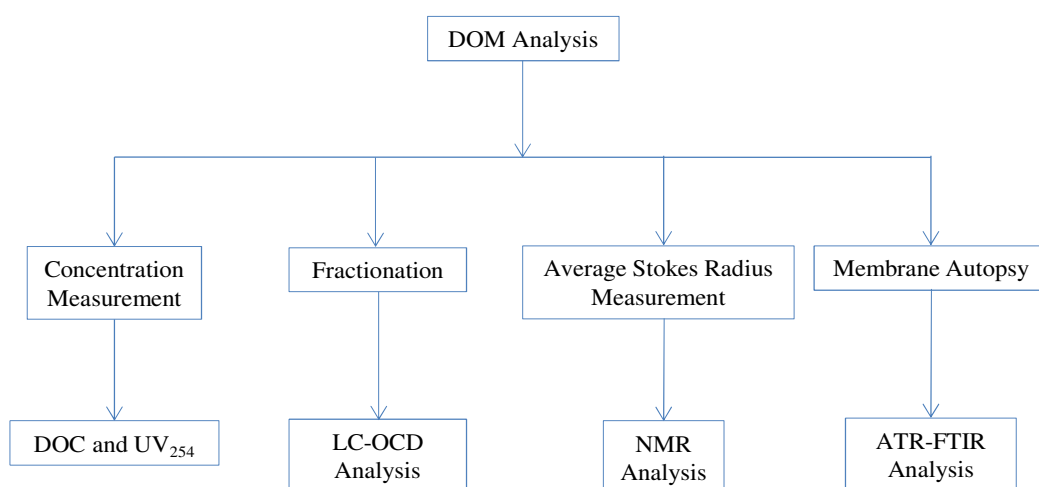 DOM Analysis
Concentration
Measurement
Fractionation
Average Stokes Radius
Measurement
Membrane Autopsy
DOC and UV₂₅₄
LC-OCD
Analysis
NMR
Analysis
ATR-FTIR
Analysis